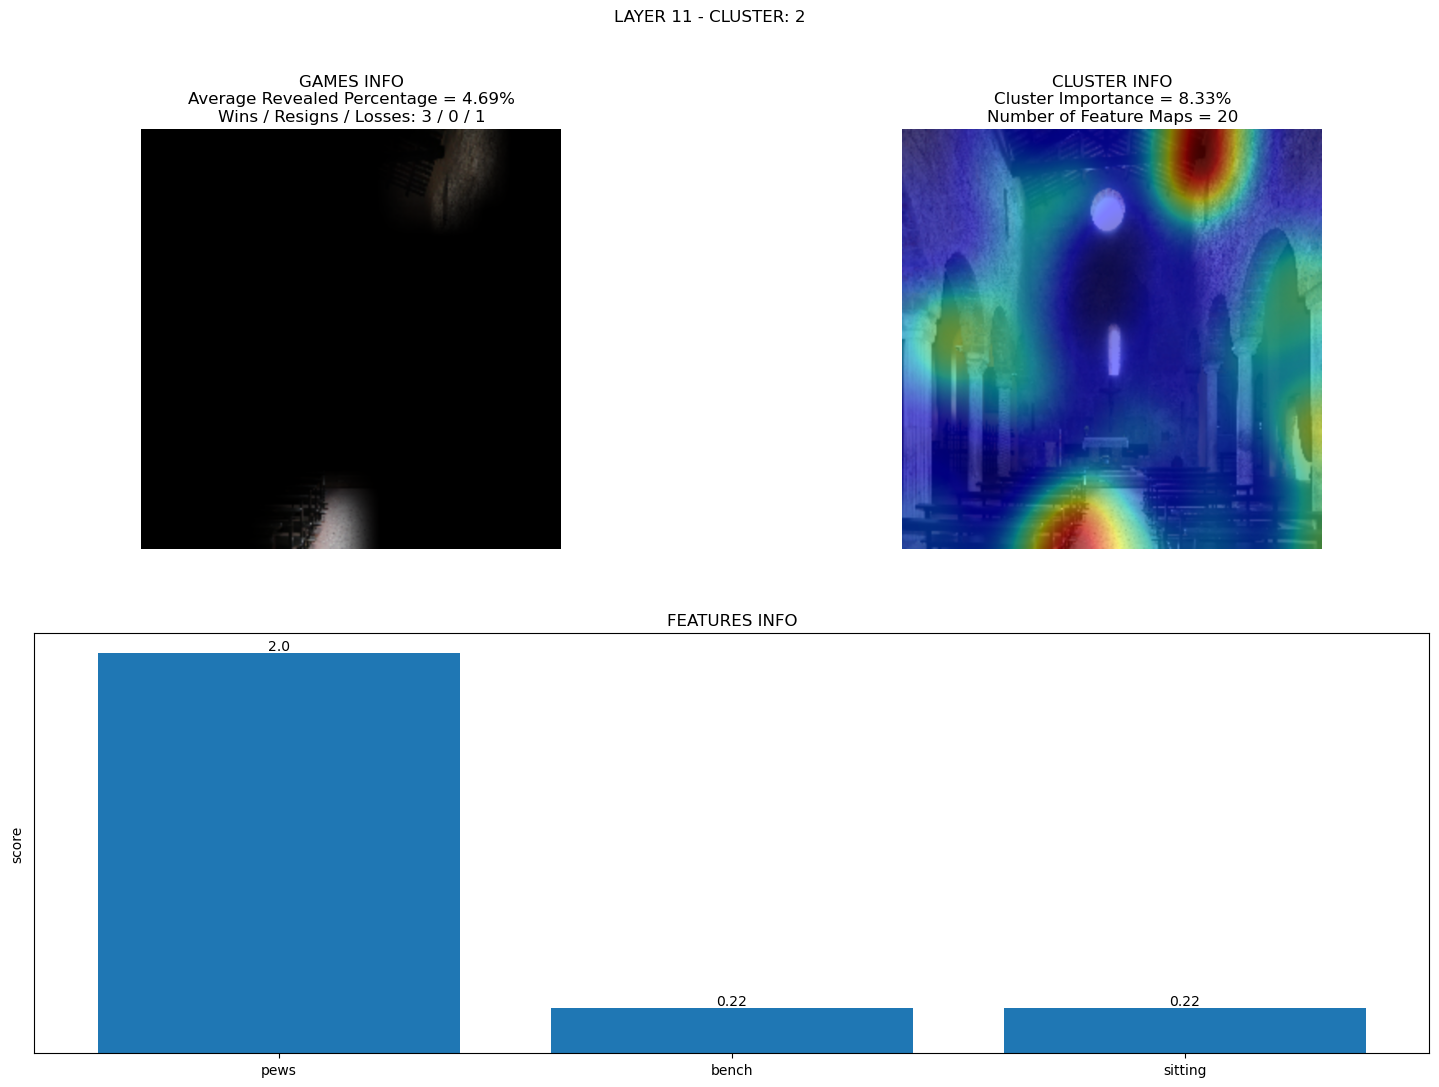 LAYER 11 - CLUSTER: 2
GAMES INFO
Average Revealed Percentage = 4.69%
Wins / Resigns / Losses: 3 / 0 / 1
CLUSTER INFO
Cluster Importance = 8.33%
Number of Feature Maps = 20
FEATURES INFO
score
2.0
0.22
0.22
pews
bench
sitting